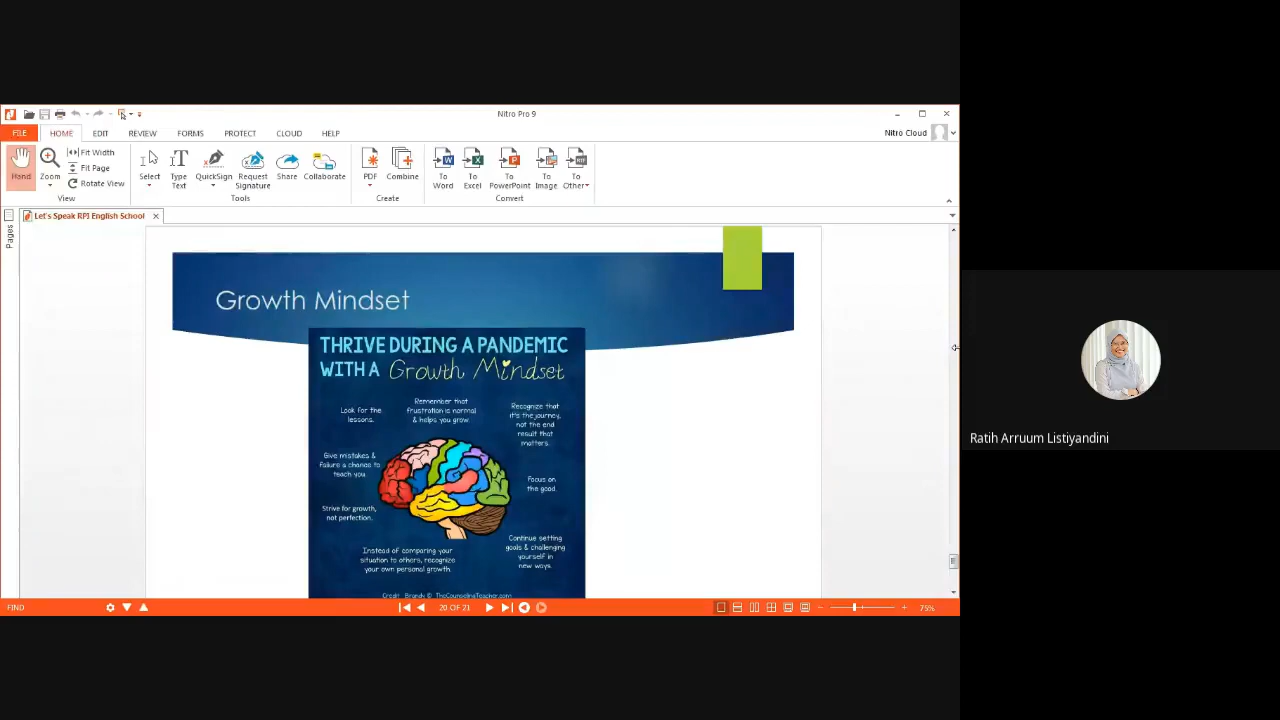 Nitro Pro 9
FILE HOME EDIT REVIEW FORMS PROTECT CLOUD HELP
Nitro Cloud
Hand
Zoom
Fit Width
Fit Page
Rotate View
View
Select
Type
Text
QuickSign
Request
Signature
Share
Collaborate
Tools
PDF
Combine
Create
To
Word
To
Excel
To
PowerPoint
To
Image
To
Other
Convert
Let's Speak RPJ English School
Pages
Growth Mindset
THRIVE DURING A PANDEMIC
WITH A Growth Mindset
Look for the
lessons.
Remember that
frustration is normal
& helps you grow.
Recognize that
it's the journey,
not the end
result that
matters.
Give mistakes &
failure a chance to
teach you.
Focus on
the good.
Strive for growth,
not perfection.
Continue setting
goals & challenging
yourself in
new ways.
Instead of comparing your
situation to others, recognize
your own personal growth.
Credit: Brandy © TheCounselingTeacher.com
FIND
20 OF 21
75%
Ratih Arruum Listiyandini